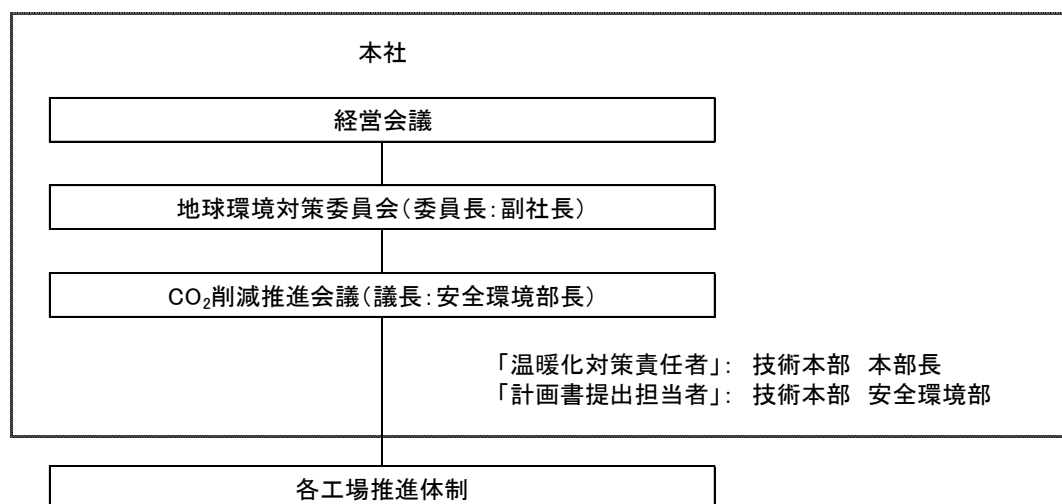 本社
経営会議
地球環境対策委員会(委員長:副社長)
CO₂削減推進会議(議長:安全環境部長)
「温暖化対策責任者」: 技術本部 本部長
「計画書提出担当者」: 技術本部 安全環境部
各工場推進体制